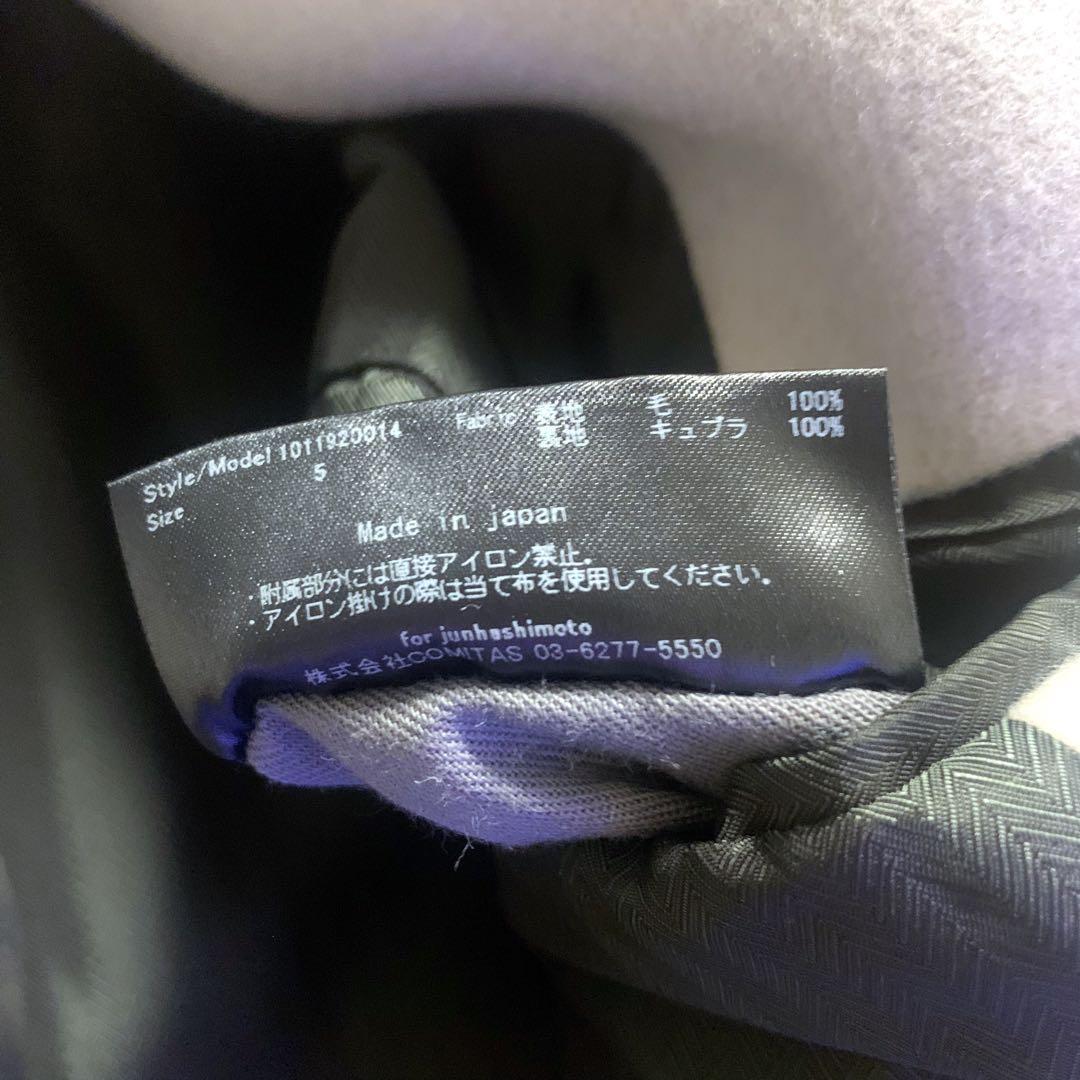 Style/Model 1011920014 Fabric 表地 毛 100%
Size 5 裏地 キュプラ 100%
Made in japan
・附属部分には直接アイロン禁止.
・アイロン掛けの際は当て布を使用してください。
for junhashimoto
株式会社COMITAS 03-6277-5550